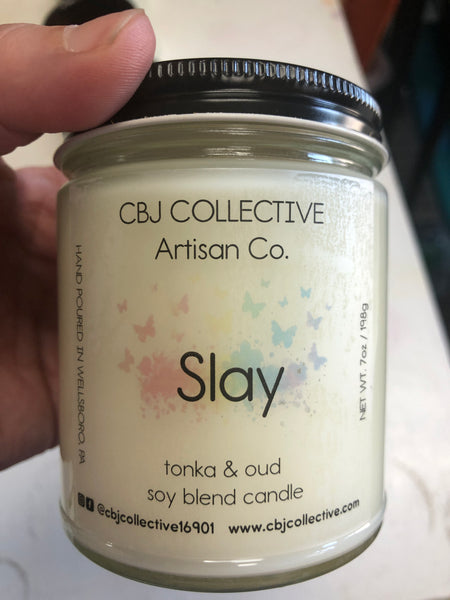 CBJ COLLECTIVE
Artisan Co.
HAND POURED IN WELLSBORO, PA
NET WT. 7oz / 198g
Slay
tonka & oud
soy blend candle
@cbjcollective16901 www.cbjcollective.com